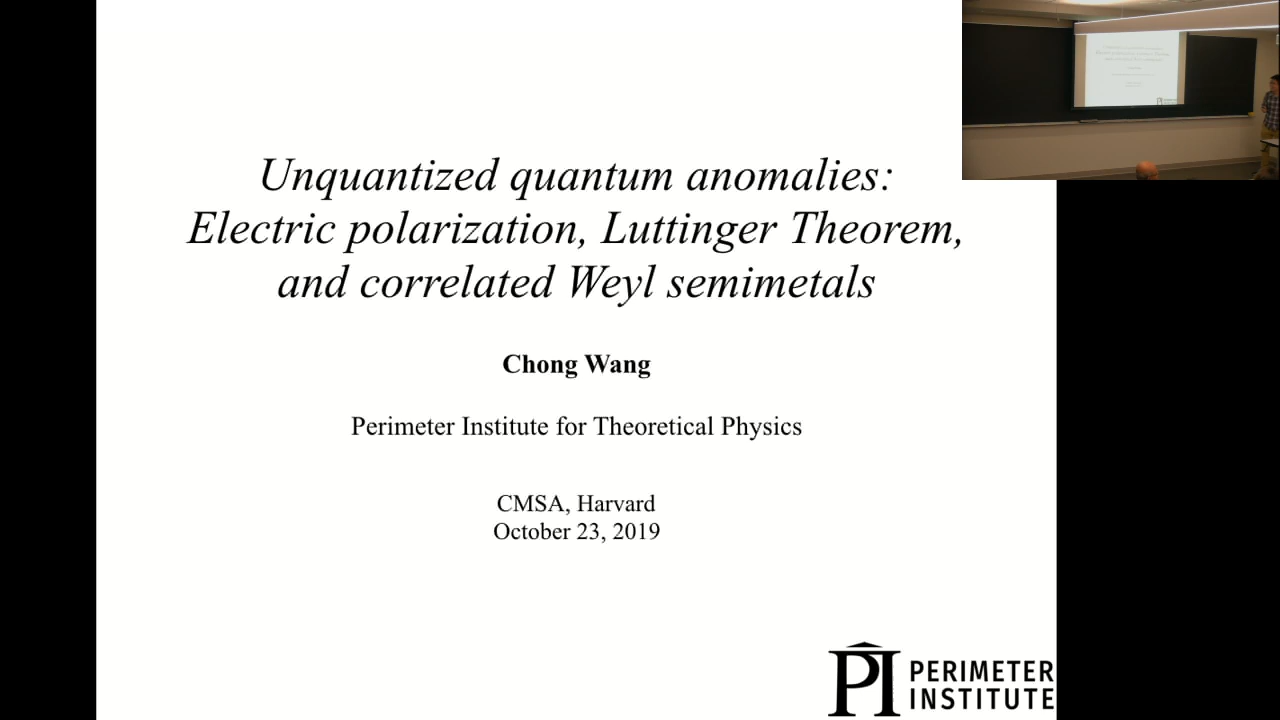 Unquantized quantum anomalies:
Electric polarization, Luttinger Theorem,
and correlated Weyl semimetals
Chong Wang
Perimeter Institute for Theoretical Physics
CMSA, Harvard
October 23, 2019
PI PERIMETER
INSTITUTE